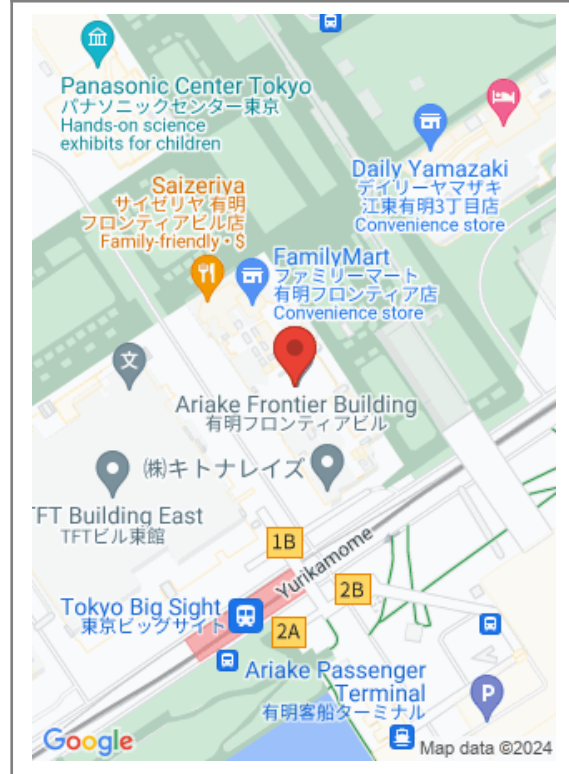 Panasonic Center Tokyo
パナソニックセンター東京
Hands-on science
exhibits for children
Daily Yamazaki
デイリーヤマザキ
江東有明3丁目店
Convenience store
Saizeriya
サイゼリヤ 有明
フロンティアビル店
Family-friendly • $
FamilyMart
ファミリーマート
有明フロンティア店
Convenience store
文
Ariake Frontier Building
有明フロンティアビル
(株)キトナレイズ
TFT Building East
TFTビル東館
1B
Yurikamome
2B
Tokyo Big Sight
東京ビッグサイト
2A
Ariake Passenger
Terminal
有明客船ターミナル
P
Google
Map data ©2024